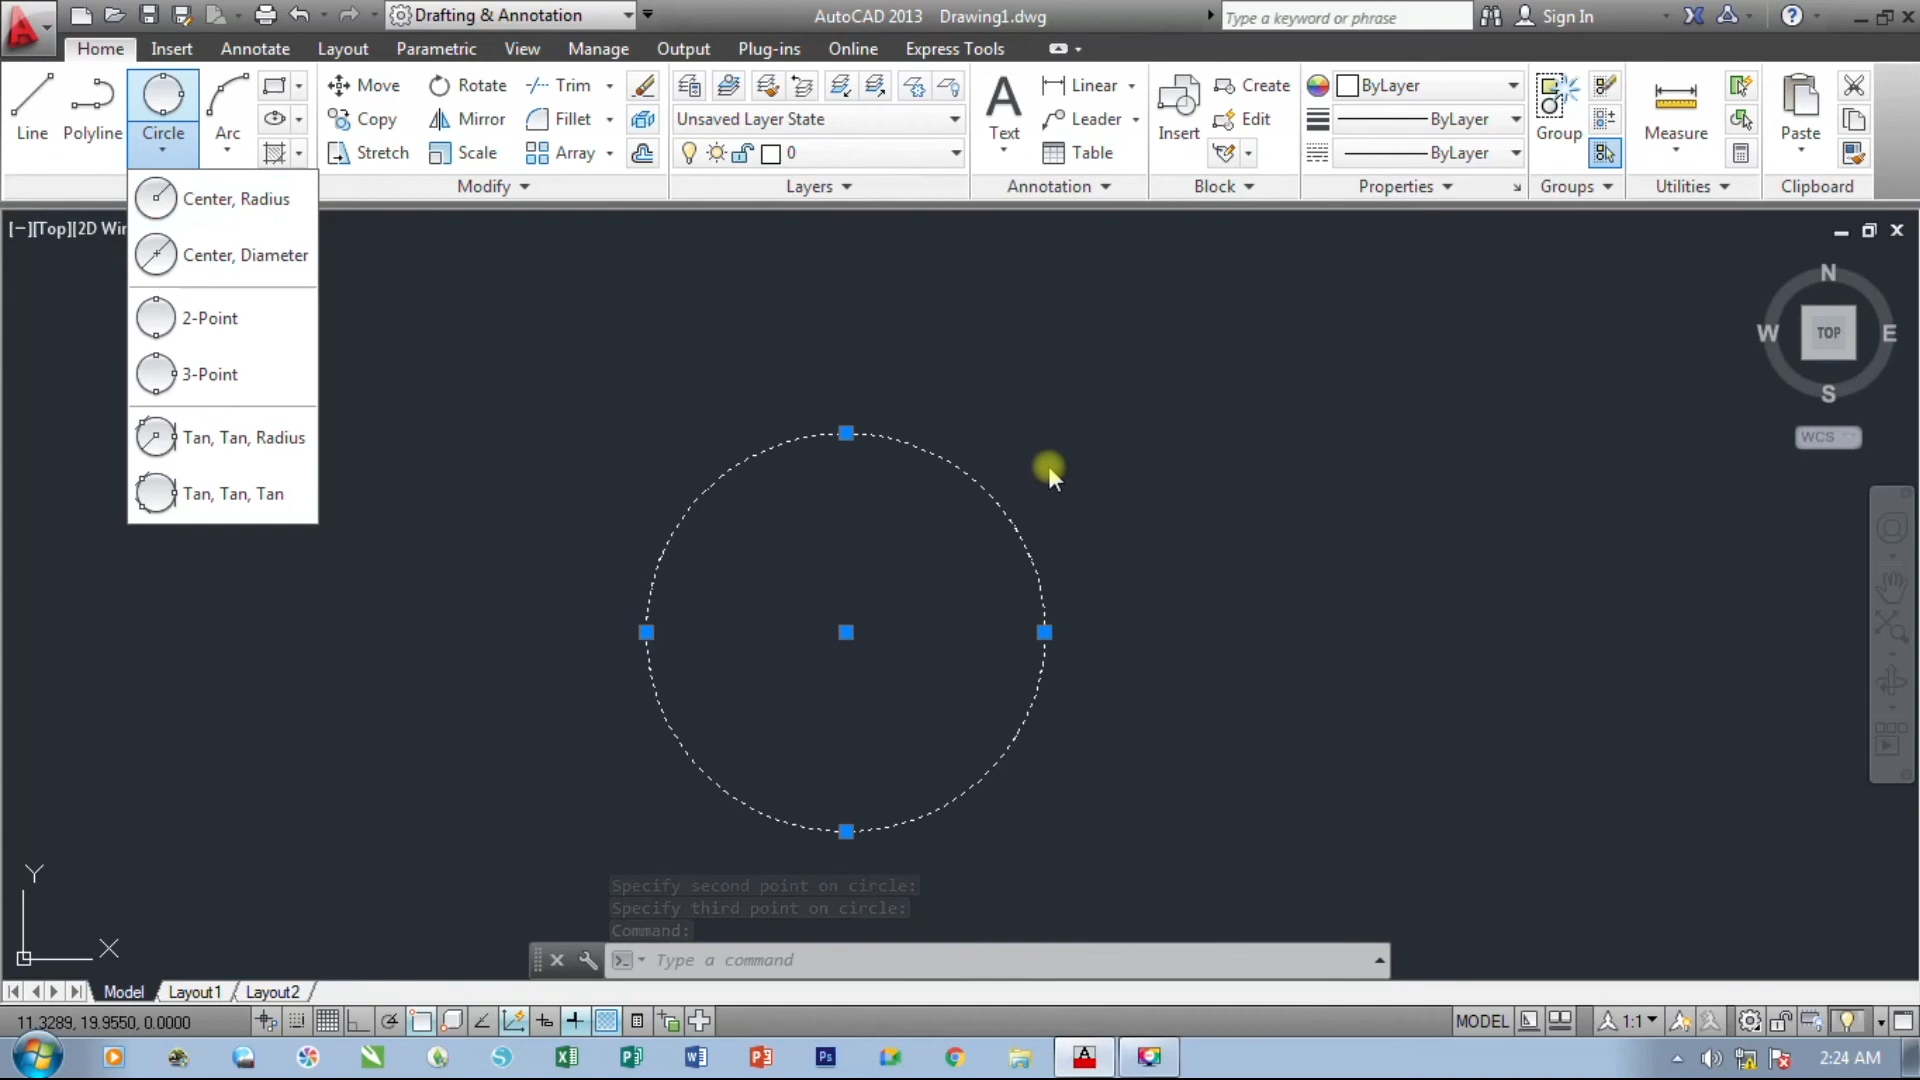 Drafting & Annotation
AutoCAD 2013 Drawing1.dwg
Type a keyword or phrase
Sign In
Home Insert Annotate Layout Parametric View Manage Output Plug-ins Online Express Tools
Line Polyline Circle Arc
Move Rotate Trim
Copy Mirror Fillet
Stretch Scale Array
Modify
Unsaved Layer State
0
Layers
Text
Linear
Leader
Table
Annotation
Insert
Create
Edit
Block
ByLayer
ByLayer
ByLayer
Properties
Group
Groups
Measure
Utilities
Paste
Clipboard
Center, Radius
Center, Diameter
2-Point
3-Point
Tan, Tan, Radius
Tan, Tan, Tan
[−][Top][2D Wir
N
W TOP E
S
WCS
Y
X
Specify second point on circle:
Specify third point on circle:
Command:
Type a command
Model Layout1 Layout2
11.3289, 19.9550, 0.0000
MODEL
1:1
2:24 AM